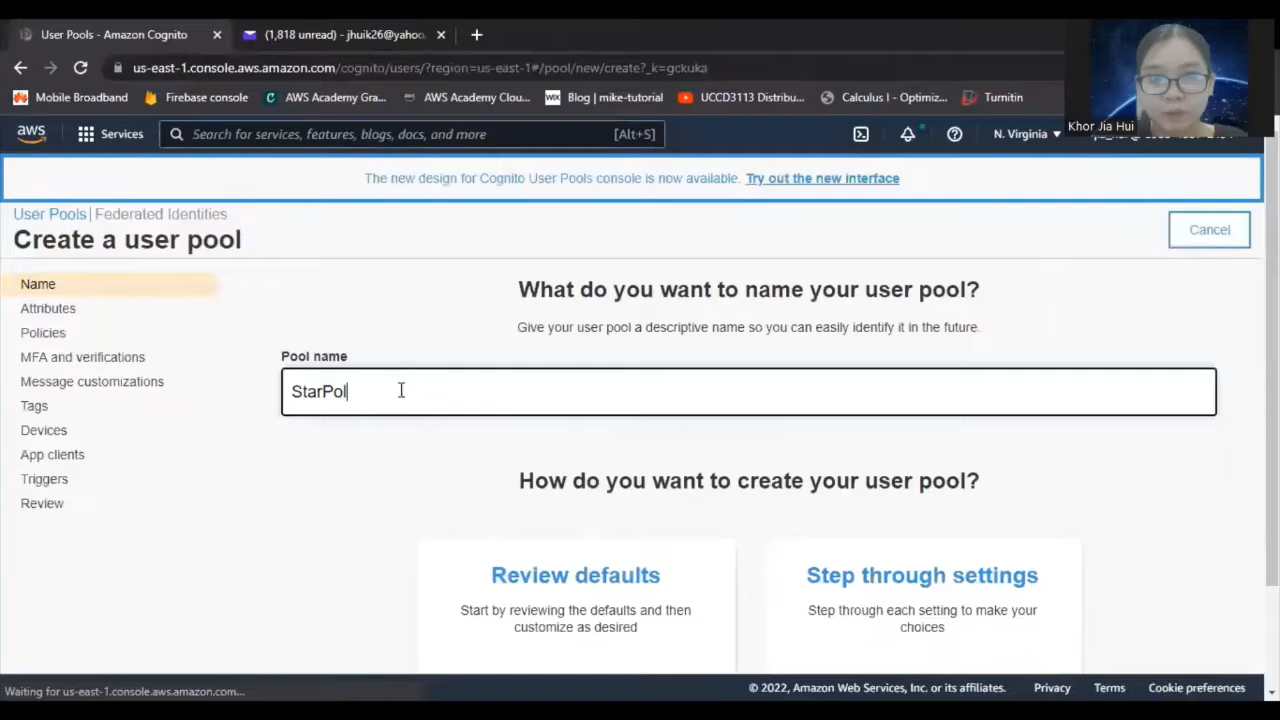 User Pools - Amazon Cognito
(1,818 unread) - jhuik26@yahoo.
us-east-1.console.aws.amazon.com/cognito/users/?region=us-east-1#/pool/new/create?_k=gckuka
Mobile Broadband
Firebase console
AWS Academy Gra...
AWS Academy Clou...
WIX
Blog | mike-tutorial
UCCD3113 Distribu...
Calculus I - Optimiz...
Turnitin
Khor Jia Hui
aws
Services
Search for services, features, blogs, docs, and more
[Alt+S]
N. Virginia
The new design for Cognito User Pools console is now available. Try out the new interface
User Pools | Federated Identities
Create a user pool
Cancel
Name
Attributes
Policies
MFA and verifications
Message customizations
Tags
Devices
App clients
Triggers
Review
What do you want to name your user pool?
Give your user pool a descriptive name so you can easily identify it in the future.
Pool name
StarPol
How do you want to create your user pool?
Review defaults
Start by reviewing the defaults and then
customize as desired
Step through settings
Step through each setting to make your
choices
Waiting for us-east-1.console.aws.amazon.com...
© 2022, Amazon Web Services, Inc. or its affiliates.
Privacy
Terms
Cookie preferences